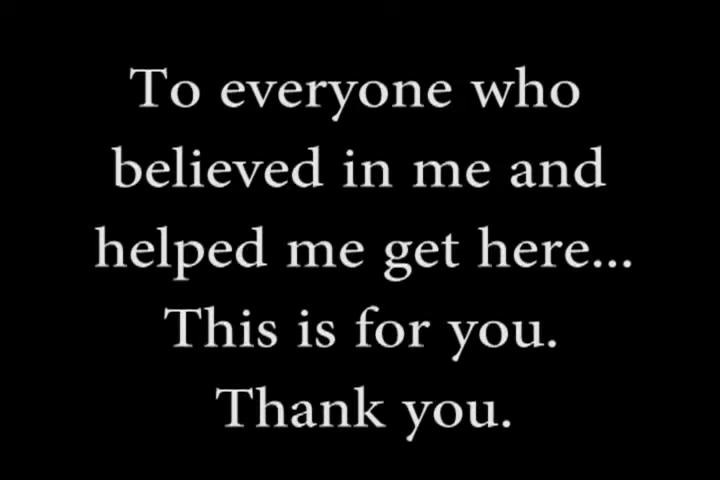 To everyone who
believed in me and
helped me get here...
This is for you.
Thank you.